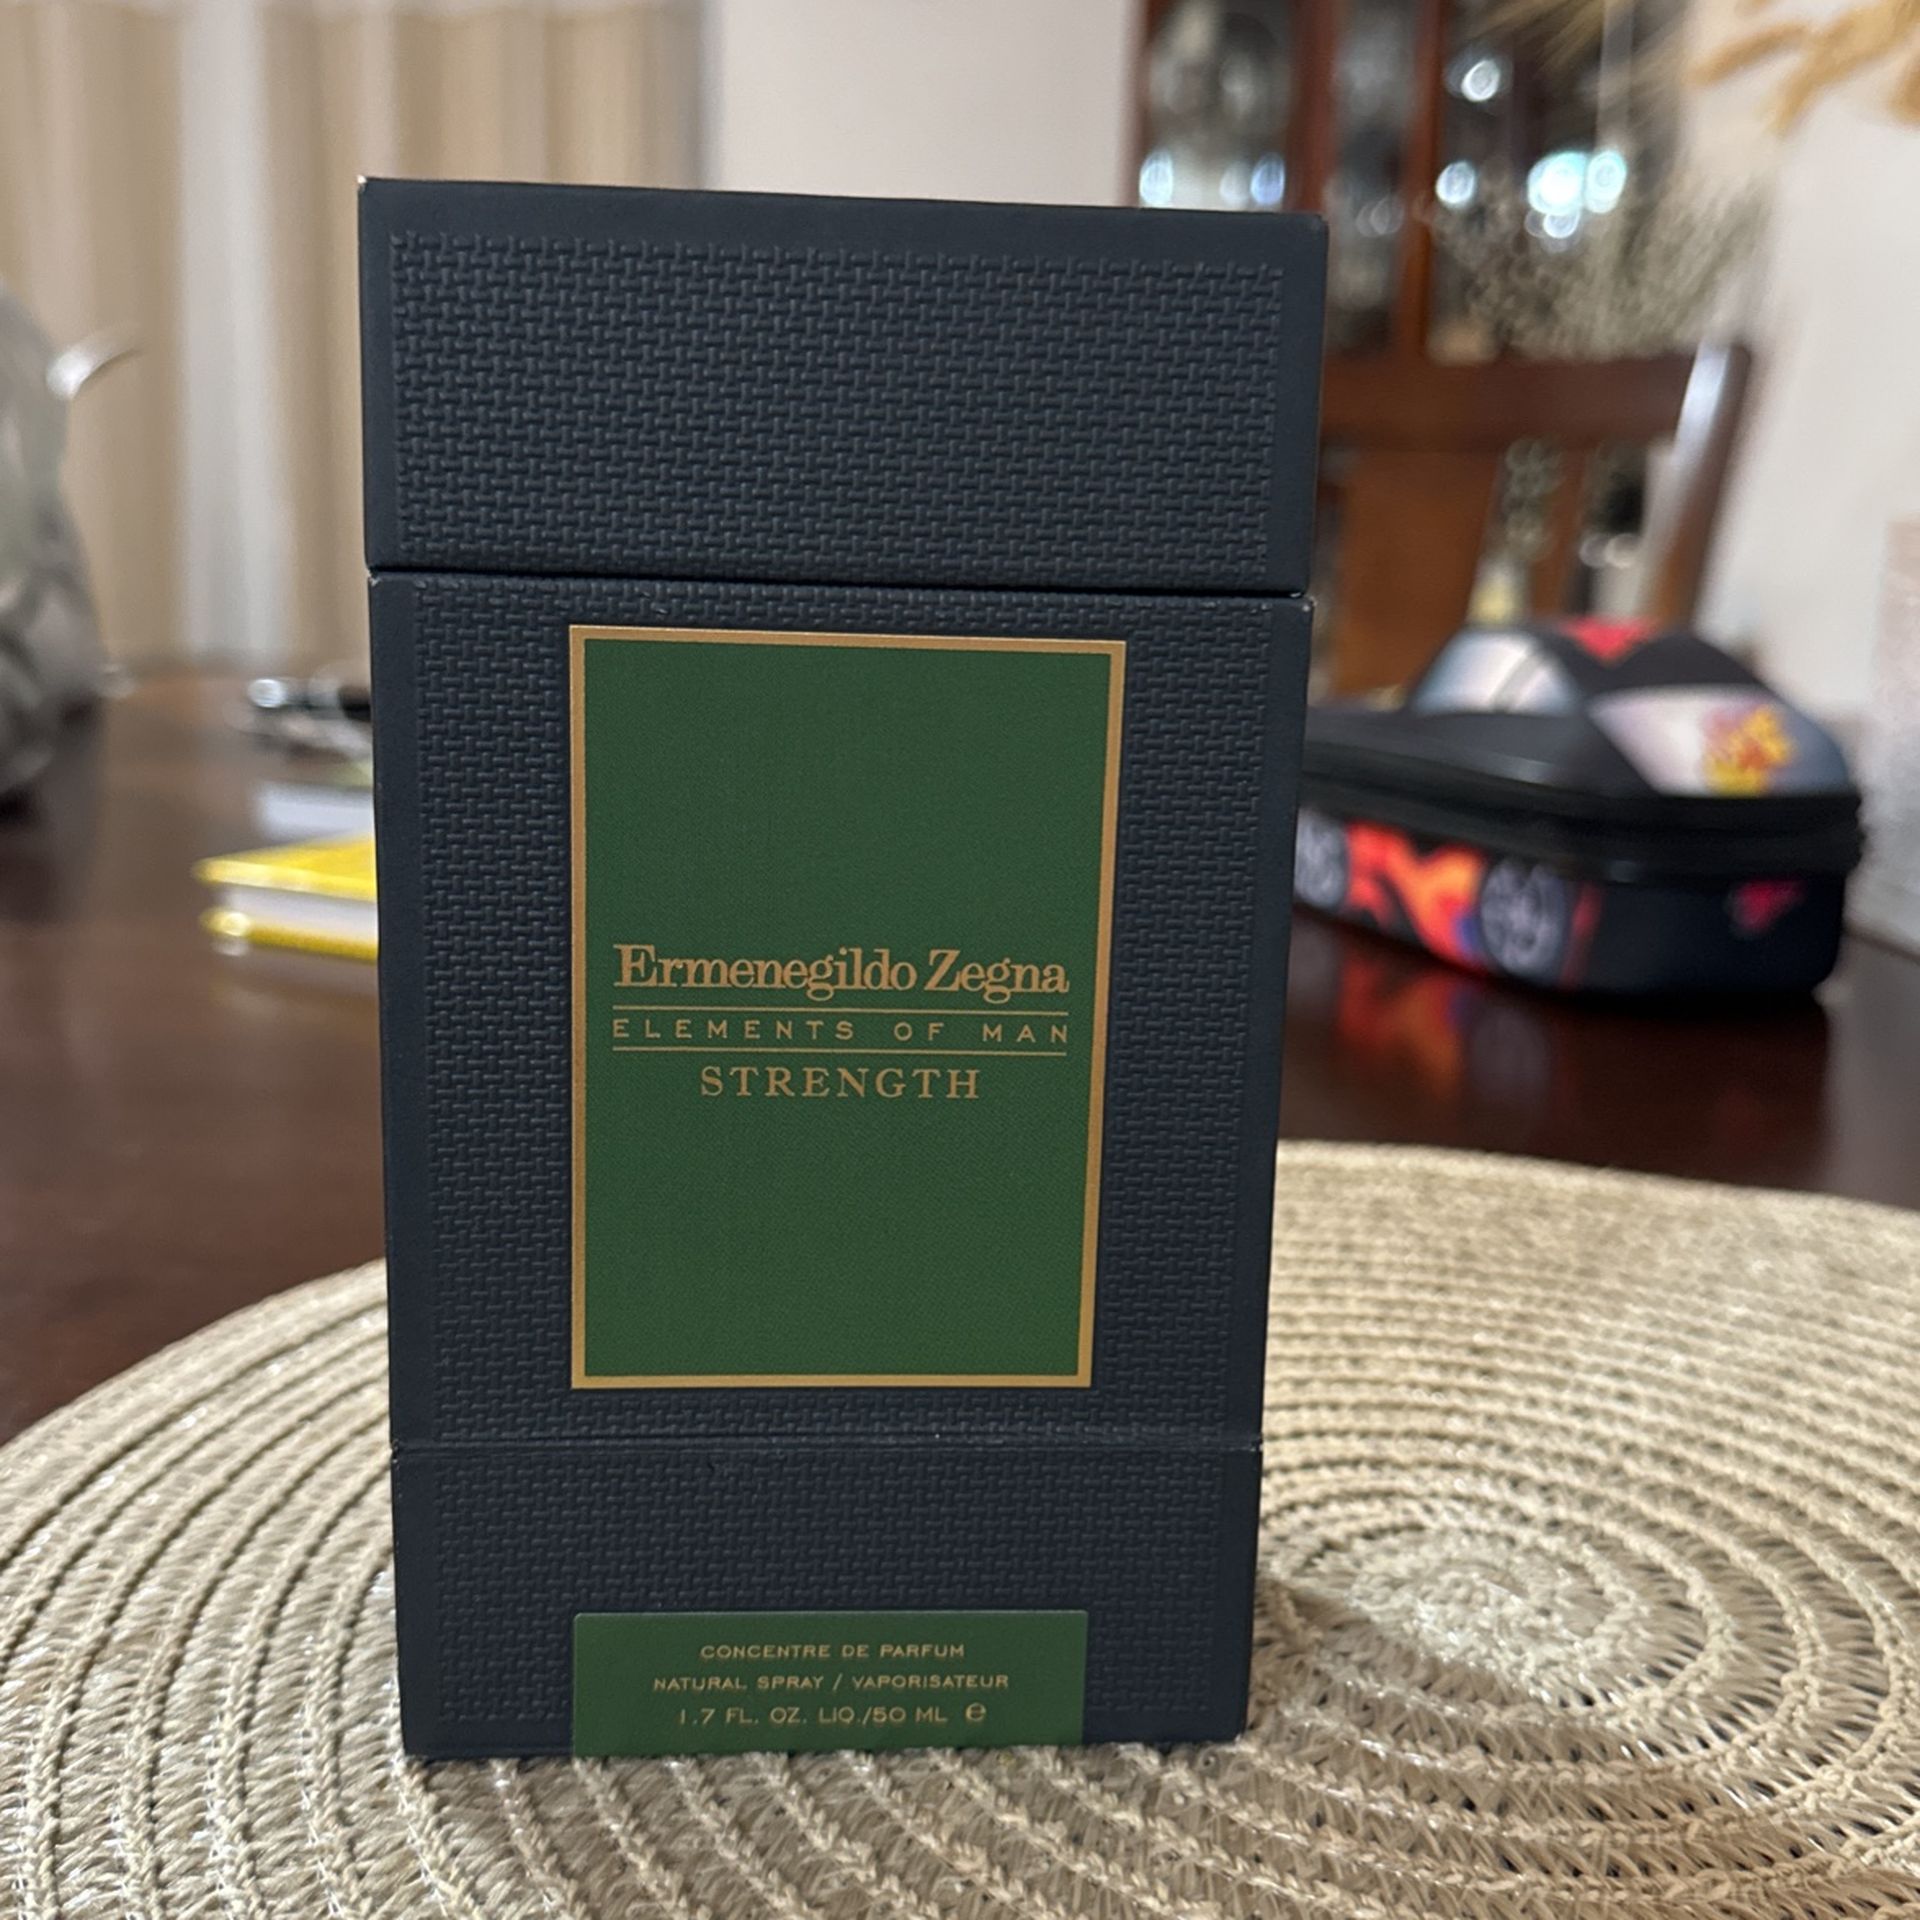 Ermenegildo Zegna
ELEMENTS OF MAN
STRENGTH
CONCENTRE DE PARFUM
NATURAL SPRAY / VAPORISATEUR
1.7 FL. OZ. LIQ./50 ML ℮